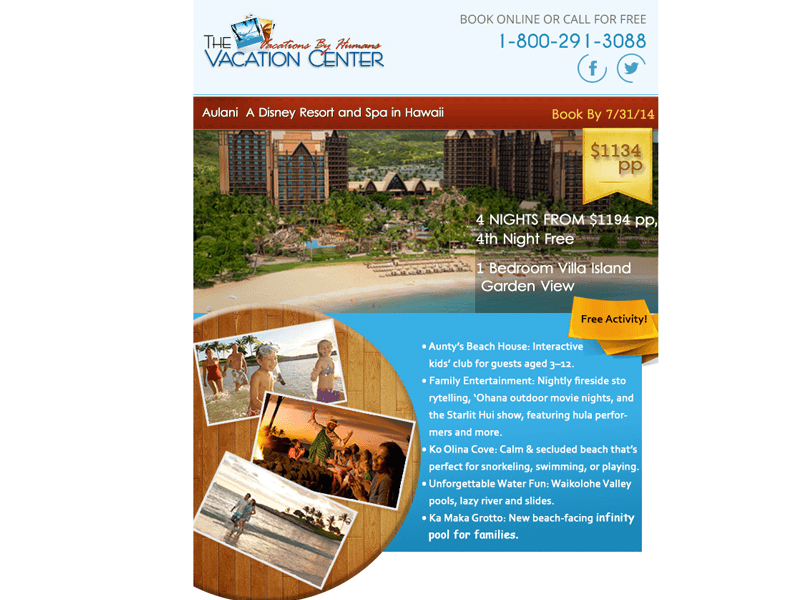 BOOK ONLINE OR CALL FOR FREE
1-800-291-3088
THE Vacations By Humans
VACATION CENTER
Aulani A Disney Resort and Spa in Hawaii
Book By 7/31/14
$1134
pp
4 NIGHTS FROM $1194 pp,
4th Night Free
1 Bedroom Villa Island
Garden View
Free Activity!
• Aunty's Beach House: Interactive
kids' club for guests aged 3–12.
• Family Entertainment: Nightly fireside sto
rytelling, 'Ohana outdoor movie nights, and
the Starlit Hui show, featuring hula perfor-
mers and more.
• Ko Olina Cove: Calm & secluded beach that's
perfect for snorkeling, swimming, or playing.
• Unforgettable Water Fun: Waikolohe Valley
pools, lazy river and slides.
• Ka Maka Grotto: New beach-facing infinity
pool for families.